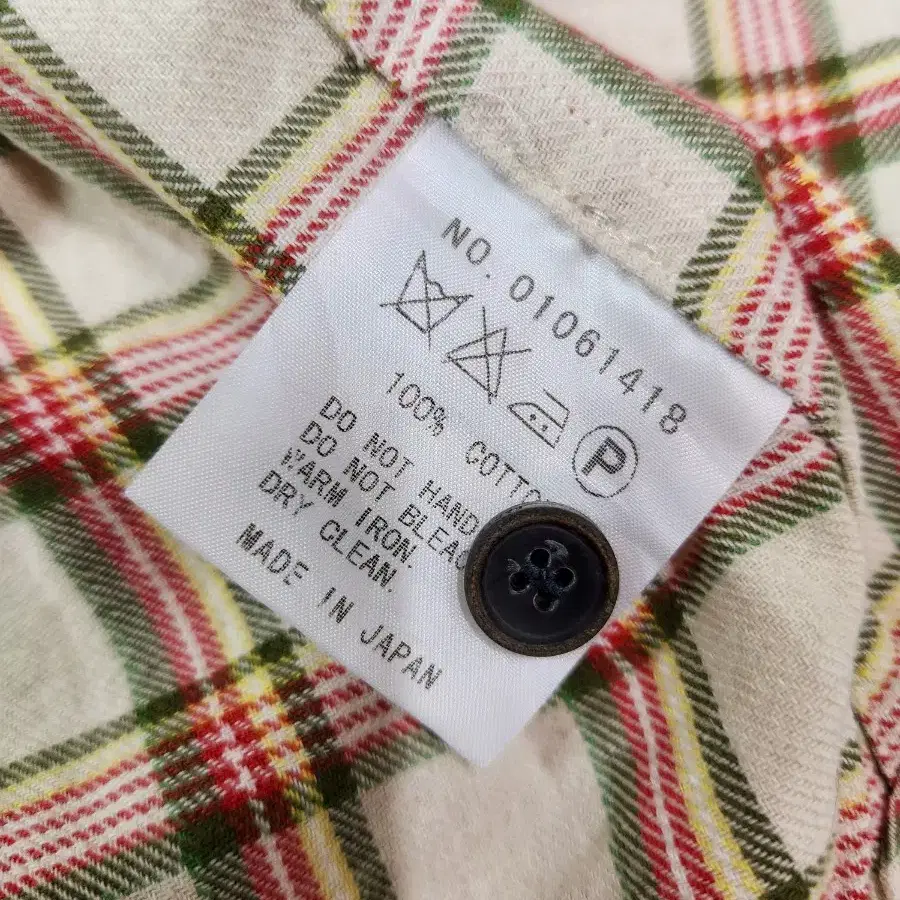 NO. 01061418
P
100% COTTO
DO NOT HAND
DO NOT BLEAC
WARM IRON.
DRY CLEAN.
MADE IN JAPAN